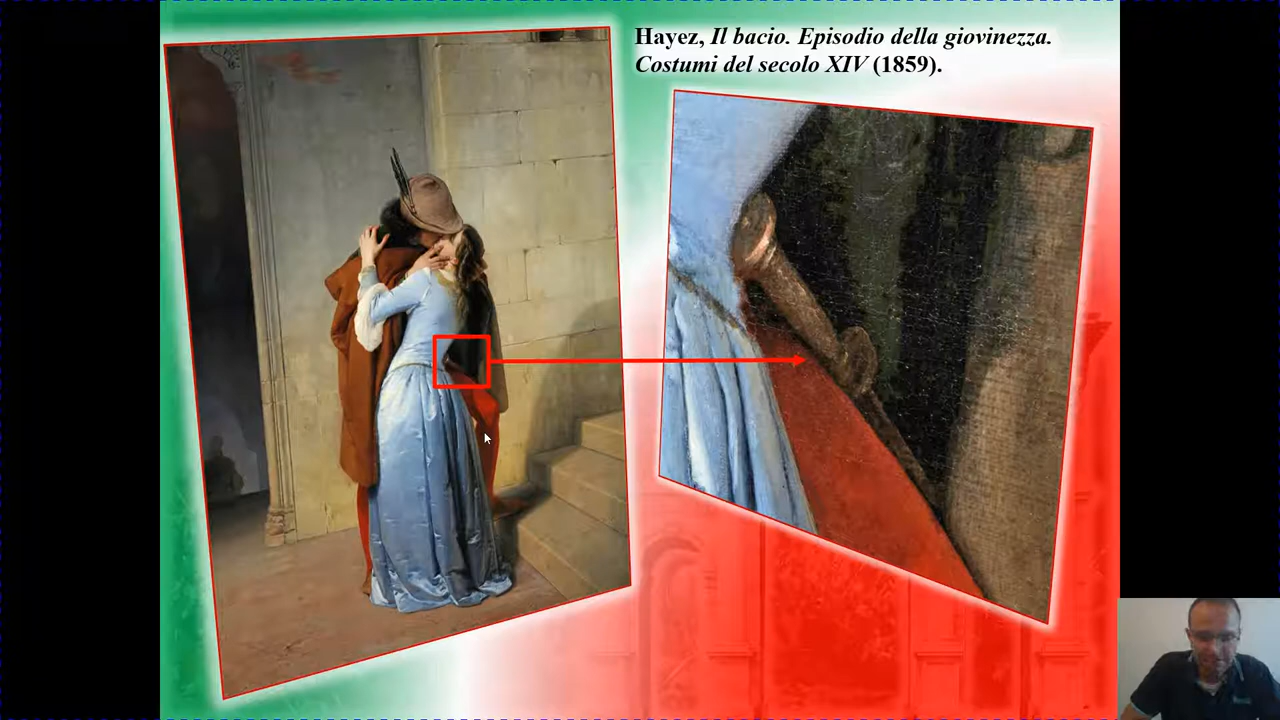 Hayez, Il bacio. Episodio della giovinezza.
Costumi del secolo XIV (1859).